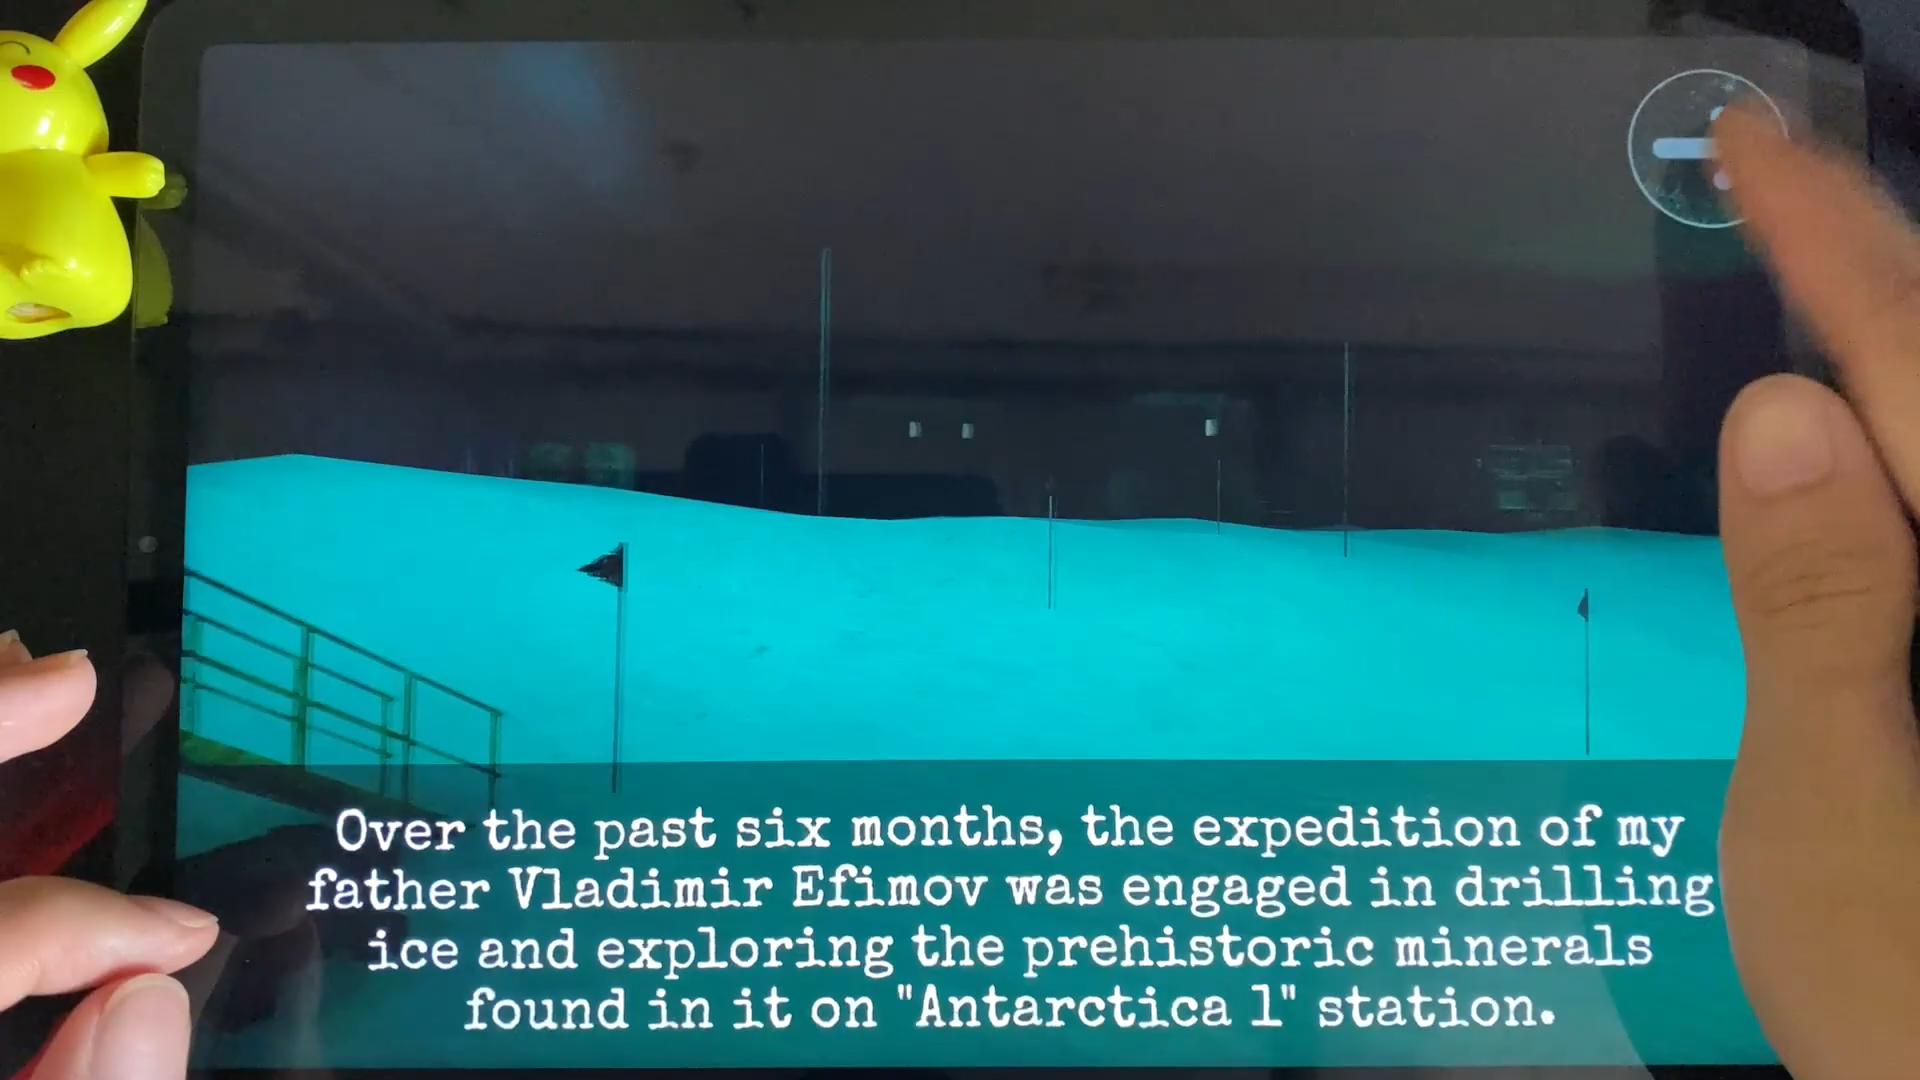 Over the past six months, the expedition of my
father Vladimir Efimov was engaged in drilling
ice and exploring the prehistoric minerals
found in it on "Antarctica 1" station.